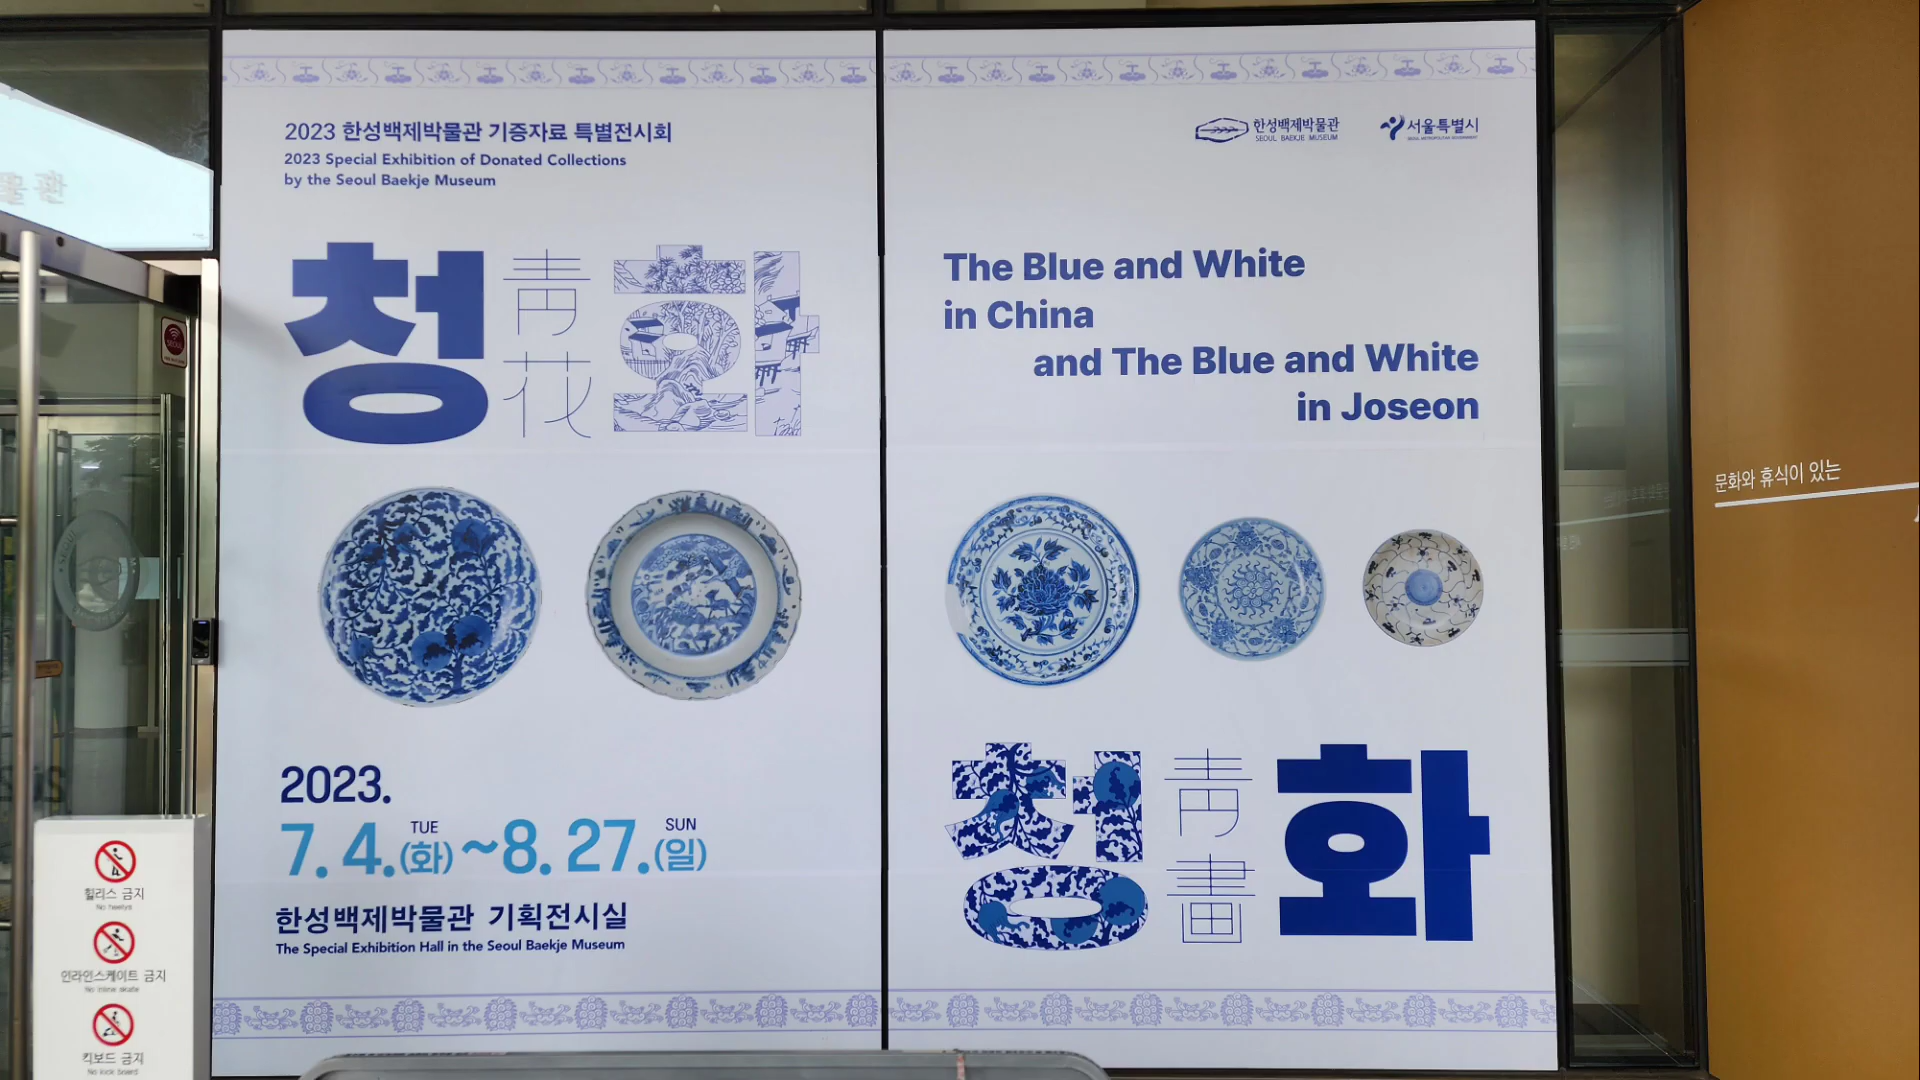 2023 한성백제박물관 기증자료 특별전시회
2023 Special Exhibition of Donated Collections
by the Seoul Baekje Museum
청
靑
花
화
2023.
7. 4.(화) TUE ~ 8. 27.(일) SUN
한성백제박물관 기획전시실
The Special Exhibition Hall in the Seoul Baekje Museum
한성백제박물관
SEOUL BAEKJE MUSEUM
서울특별시
SEOUL METROPOLITAN GOVERNMENT
The Blue and White
in China
and The Blue and White
in Joseon
청
靑
畵
화
문화와 휴식이 있는
힐리스 금지
No heelys
인라인스케이트 금지
No inline skate
킥보드 금지
No kick board